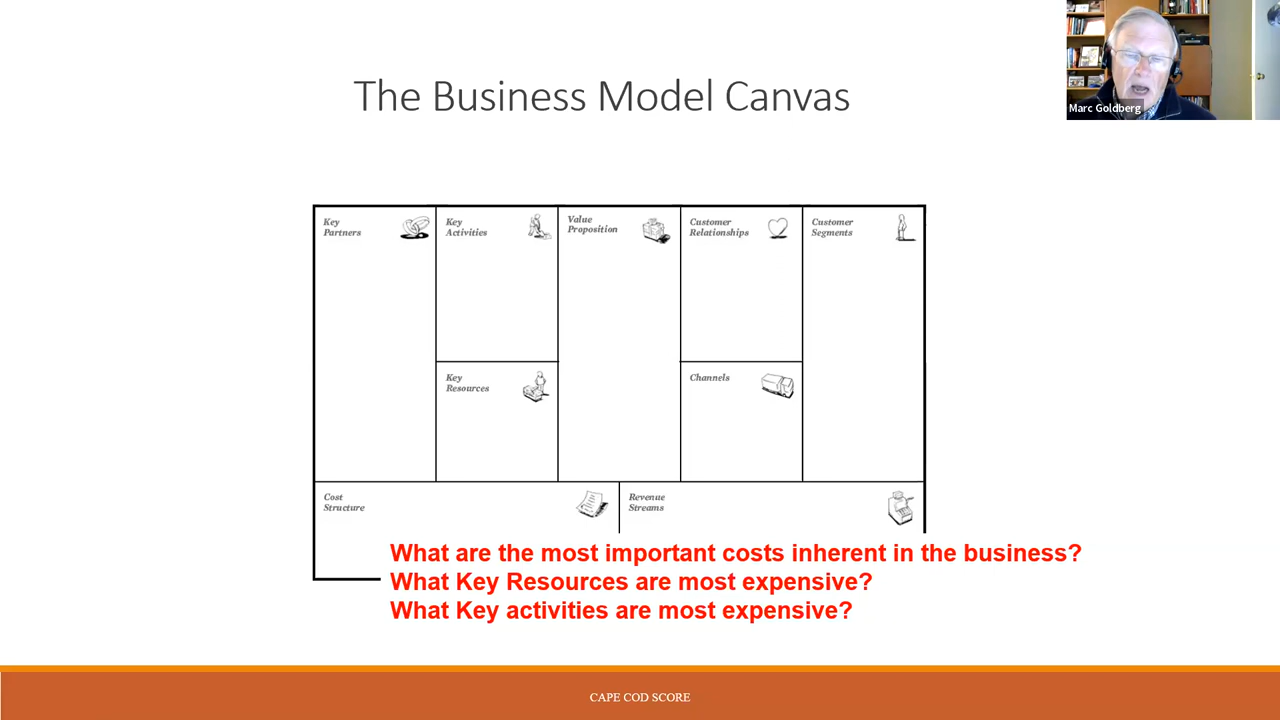 The Business Model Canvas
Marc Goldberg
Key
Partners
Key
Activities
Value
Proposition
Customer
Relationships
Customer
Segments
Key
Resources
Channels
Cost
Structure
Revenue
Streams
What are the most important costs inherent in the business?
What Key Resources are most expensive?
What Key activities are most expensive?
CAPE COD SCORE